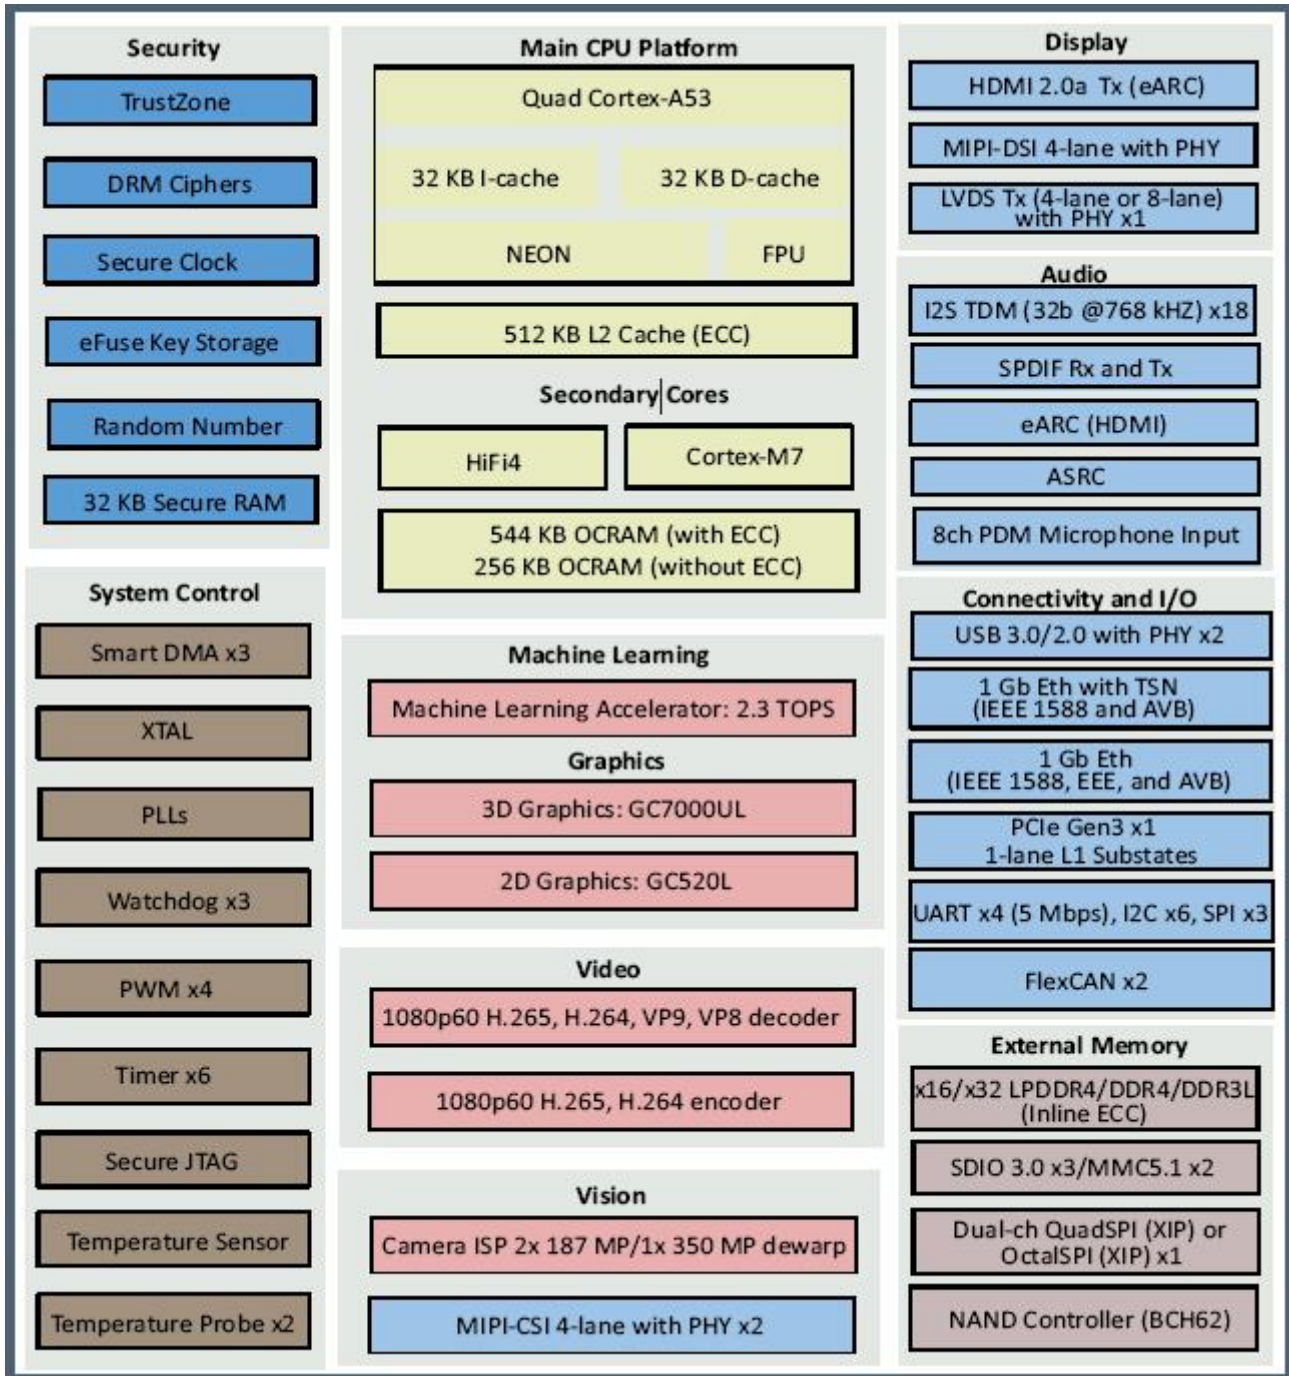 Security
TrustZone
DRM Ciphers
Secure Clock
eFuse Key Storage
Random Number
32 KB Secure RAM
System Control
Smart DMA x3
XTAL
PLLs
Watchdog x3
PWM x4
Timer x6
Secure JTAG
Temperature Sensor
Temperature Probe x2
Main CPU Platform
Quad Cortex-A53
32 KB I-cache
32 KB D-cache
NEON
FPU
512 KB L2 Cache (ECC)
Secondary Cores
HiFi4
Cortex-M7
544 KB OCRAM (with ECC)
256 KB OCRAM (without ECC)
Machine Learning
Machine Learning Accelerator: 2.3 TOPS
Graphics
3D Graphics: GC7000UL
2D Graphics: GC520L
Video
1080p60 H.265, H.264, VP9, VP8 decoder
1080p60 H.265, H.264 encoder
Vision
Camera ISP 2x 187 MP/1x 350 MP dewarp
MIPI-CSI 4-lane with PHY x2
Display
HDMI 2.0a Tx (eARC)
MIPI-DSI 4-lane with PHY
LVDS Tx (4-lane or 8-lane)
with PHY x1
Audio
I2S TDM (32b @768 kHZ) x18
SPDIF Rx and Tx
eARC (HDMI)
ASRC
8ch PDM Microphone Input
Connectivity and I/O
USB 3.0/2.0 with PHY x2
1 Gb Eth with TSN
(IEEE 1588 and AVB)
1 Gb Eth
(IEEE 1588, EEE, and AVB)
PCIe Gen3 x1
1-lane L1 Substates
UART x4 (5 Mbps), I2C x6, SPI x3
FlexCAN x2
External Memory
x16/x32 LPDDR4/DDR4/DDR3L
(Inline ECC)
SDIO 3.0 x3/MMC5.1 x2
Dual-ch QuadSPI (XIP) or
OctalSPI (XIP) x1
NAND Controller (BCH62)